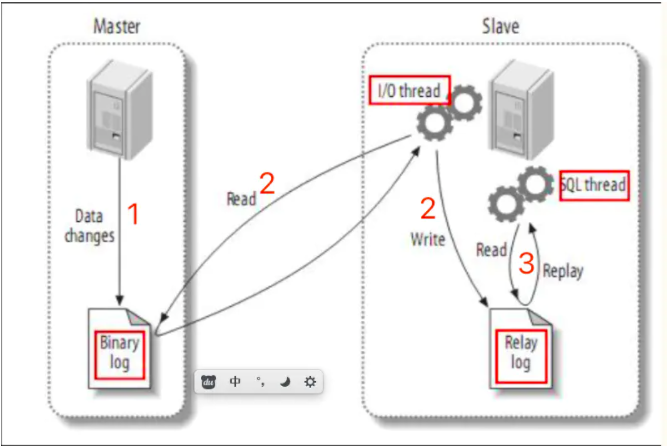 Master
Slave
I/O thread
SQL thread
Data
changes
1
Read
2
2
Write
Read
3
Replay
Binary
log
Relay
log
du 中 °,